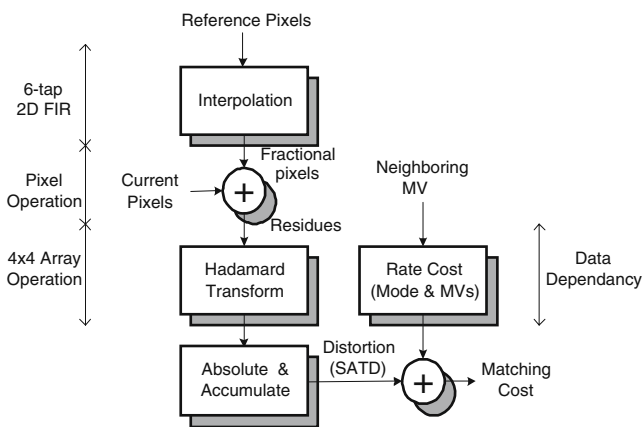 Reference Pixels
6-tap
2D FIR
Interpolation
Fractional
pixels
Pixel
Operation
Current
Pixels
+
Neighboring
MV
Residues
4x4 Array
Operation
Hadamard
Transform
Rate Cost
(Mode & MVs)
Data
Dependancy
Absolute &
Accumulate
Distortion
(SATD)
+
Matching
Cost